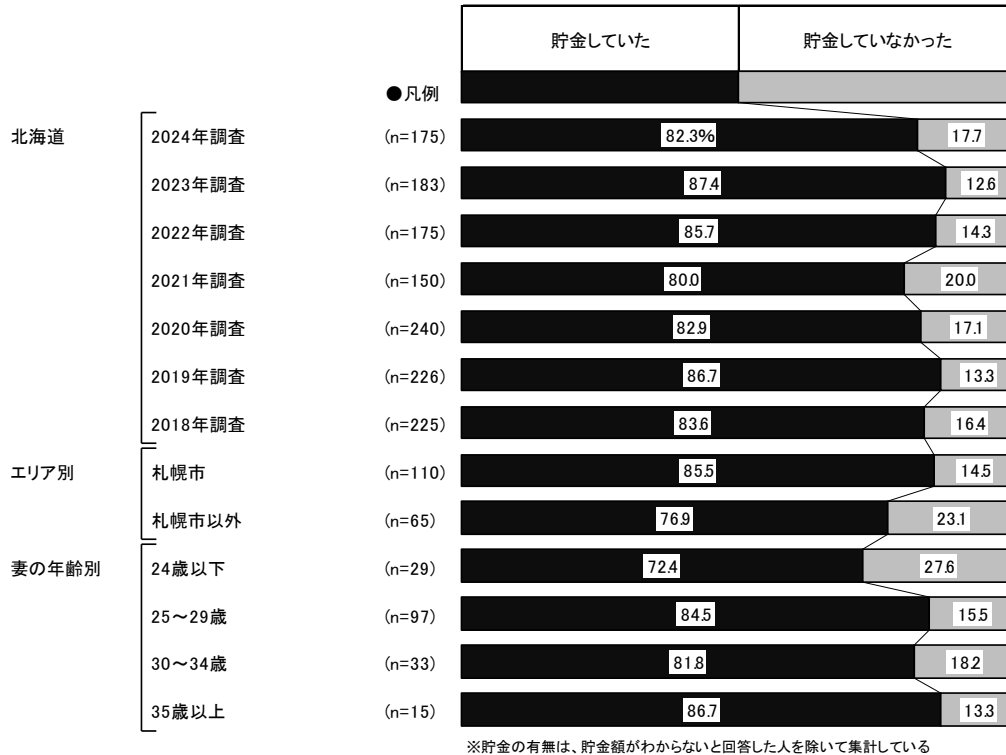 貯金していた 貯金していなかった
●凡例
北海道 2024年調査 (n=175) 82.3% 17.7
2023年調査 (n=183) 87.4 12.6
2022年調査 (n=175) 85.7 14.3
2021年調査 (n=150) 80.0 20.0
2020年調査 (n=240) 82.9 17.1
2019年調査 (n=226) 86.7 13.3
2018年調査 (n=225) 83.6 16.4
エリア別 札幌市 (n=110) 85.5 14.5
札幌市以外 (n=65) 76.9 23.1
妻の年齢別 24歳以下 (n=29) 72.4 27.6
25～29歳 (n=97) 84.5 15.5
30～34歳 (n=33) 81.8 18.2
35歳以上 (n=15) 86.7 13.3
※貯金の有無は、貯金額がわからないと回答した人を除いて集計している